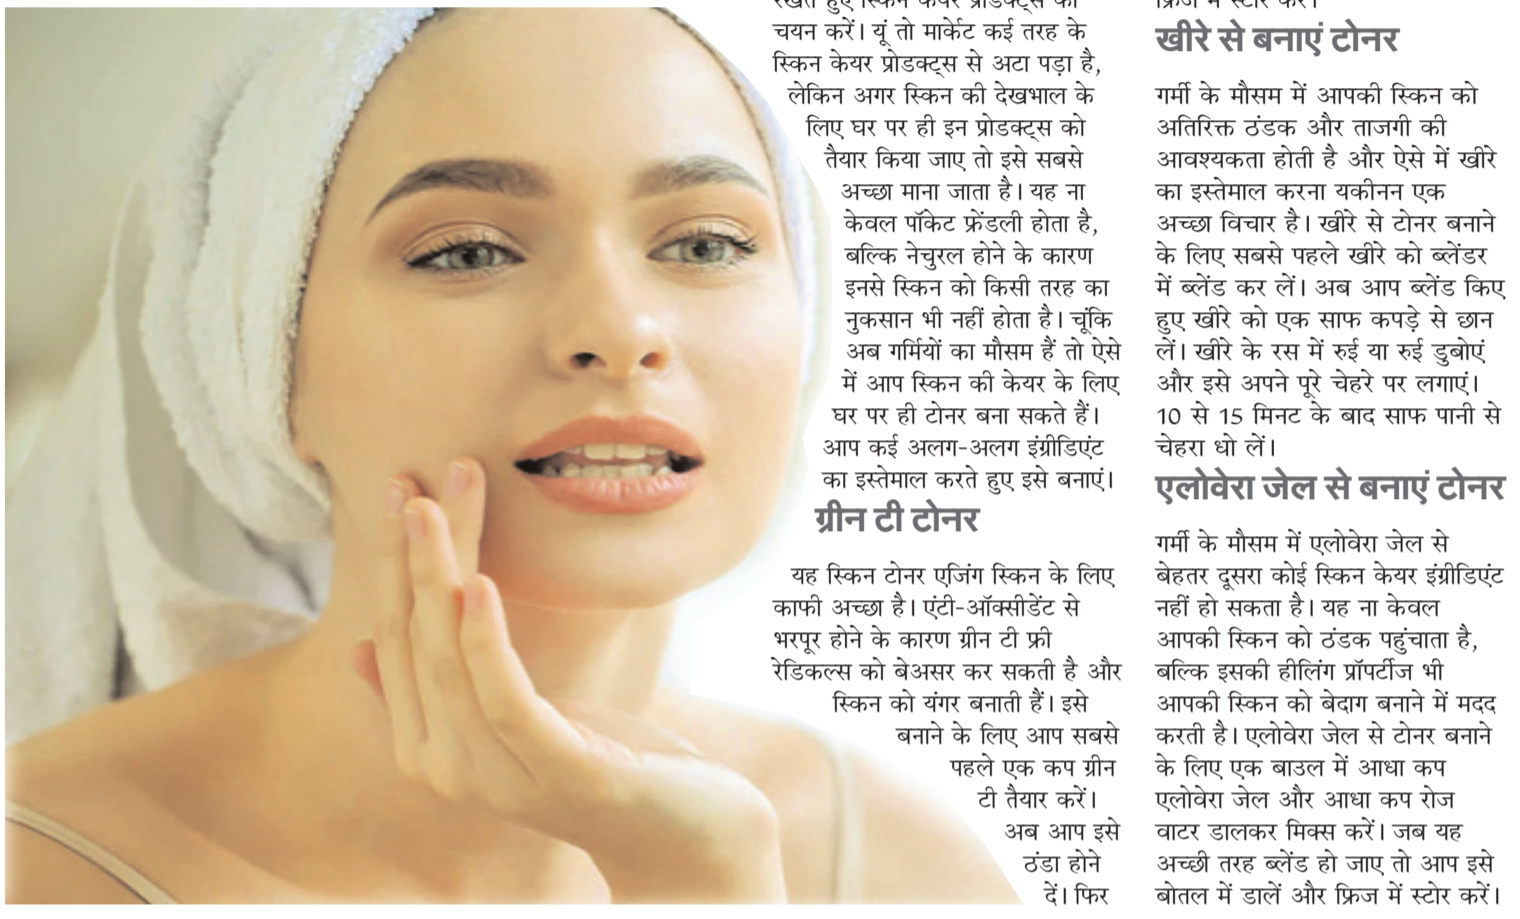 रखते हुए स्किन केयर प्रोडक्ट्स का
चयन करें। यूं तो मार्केट कई तरह के
स्किन केयर प्रोडक्ट्स से अटा पड़ा है,
लेकिन अगर स्किन की देखभाल के
लिए घर पर ही इन प्रोडक्ट्स को
तैयार किया जाए तो इसे सबसे
अच्छा माना जाता है। यह ना
केवल पॉकेट फ्रेंडली होता है,
बल्कि नेचुरल होने के कारण
इनसे स्किन को किसी तरह का
नुकसान भी नहीं होता है। चूंकि
अब गर्मियों का मौसम हैं तो ऐसे
में आप स्किन की केयर के लिए
घर पर ही टोनर बना सकते हैं।
आप कई अलग-अलग इंग्रीडिएंट
का इस्तेमाल करते हुए इसे बनाएं।
ग्रीन टी टोनर
यह स्किन टोनर एजिंग स्किन के लिए
काफी अच्छा है। एंटी-ऑक्सीडेंट से
भरपूर होने के कारण ग्रीन टी फ्री
रेडिकल्स को बेअसर कर सकती है और
स्किन को यंगर बनाती हैं। इसे
बनाने के लिए आप सबसे
पहले एक कप ग्रीन
टी तैयार करें।
अब आप इसे
ठंडा होने
दें। फिर
फ्रिज में स्टोर करें।
खीरे से बनाएं टोनर
गर्मी के मौसम में आपकी स्किन को
अतिरिक्त ठंडक और ताजगी की
आवश्यकता होती है और ऐसे में खीरे
का इस्तेमाल करना यकीनन एक
अच्छा विचार है। खीरे से टोनर बनाने
के लिए सबसे पहले खीरे को ब्लेंडर
में ब्लेंड कर लें। अब आप ब्लेंड किए
हुए खीरे को एक साफ कपड़े से छान
लें। खीरे के रस में रुई या रुई डुबोएं
और इसे अपने पूरे चेहरे पर लगाएं।
10 से 15 मिनट के बाद साफ पानी से
चेहरा धो लें।
एलोवेरा जेल से बनाएं टोनर
गर्मी के मौसम में एलोवेरा जेल से
बेहतर दूसरा कोई स्किन केयर इंग्रीडिएंट
नहीं हो सकता है। यह ना केवल
आपकी स्किन को ठंडक पहुंचाता है,
बल्कि इसकी हीलिंग प्रॉपर्टीज भी
आपकी स्किन को बेदाग बनाने में मदद
करती है। एलोवेरा जेल से टोनर बनाने
के लिए एक बाउल में आधा कप
एलोवेरा जेल और आधा कप रोज
वाटर डालकर मिक्स करें। जब यह
अच्छी तरह ब्लेंड हो जाए तो आप इसे
बोतल में डालें और फ्रिज में स्टोर करें।